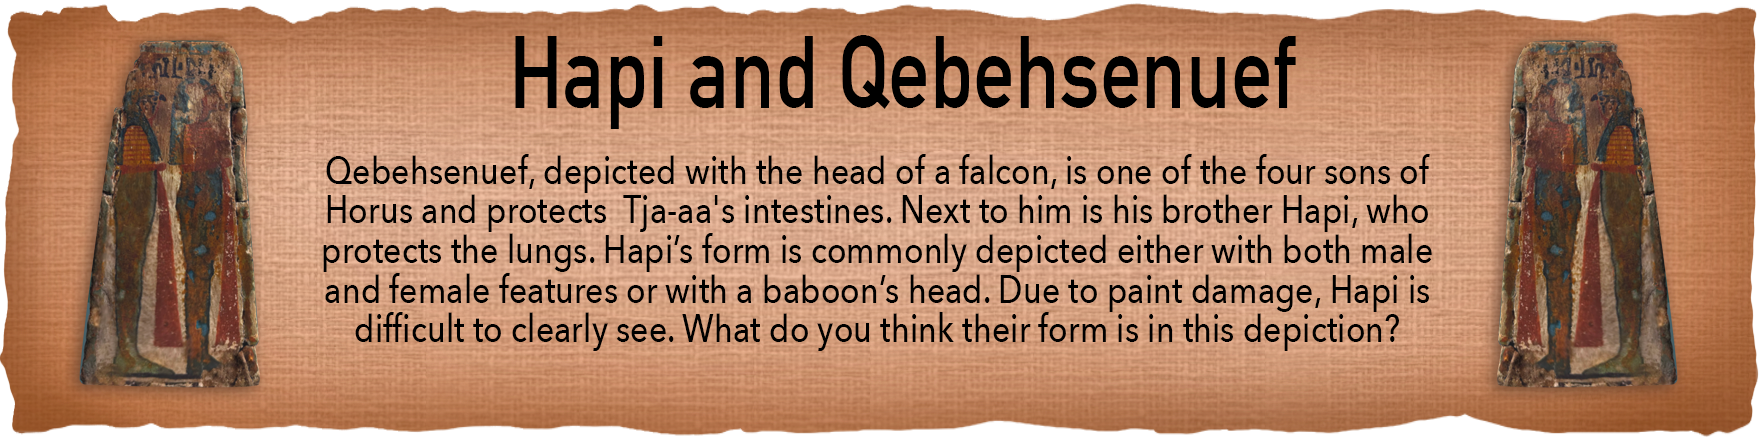 Hapi and Qebehsenuef
Qebehsenuef, depicted with the head of a falcon, is one of the four sons of
Horus and protects  Tja-aa's intestines. Next to him is his brother Hapi, who
protects the lungs. Hapi’s form is commonly depicted either with both male
and female features or with a baboon’s head. Due to paint damage, Hapi is
difficult to clearly see. What do you think their form is in this depiction?